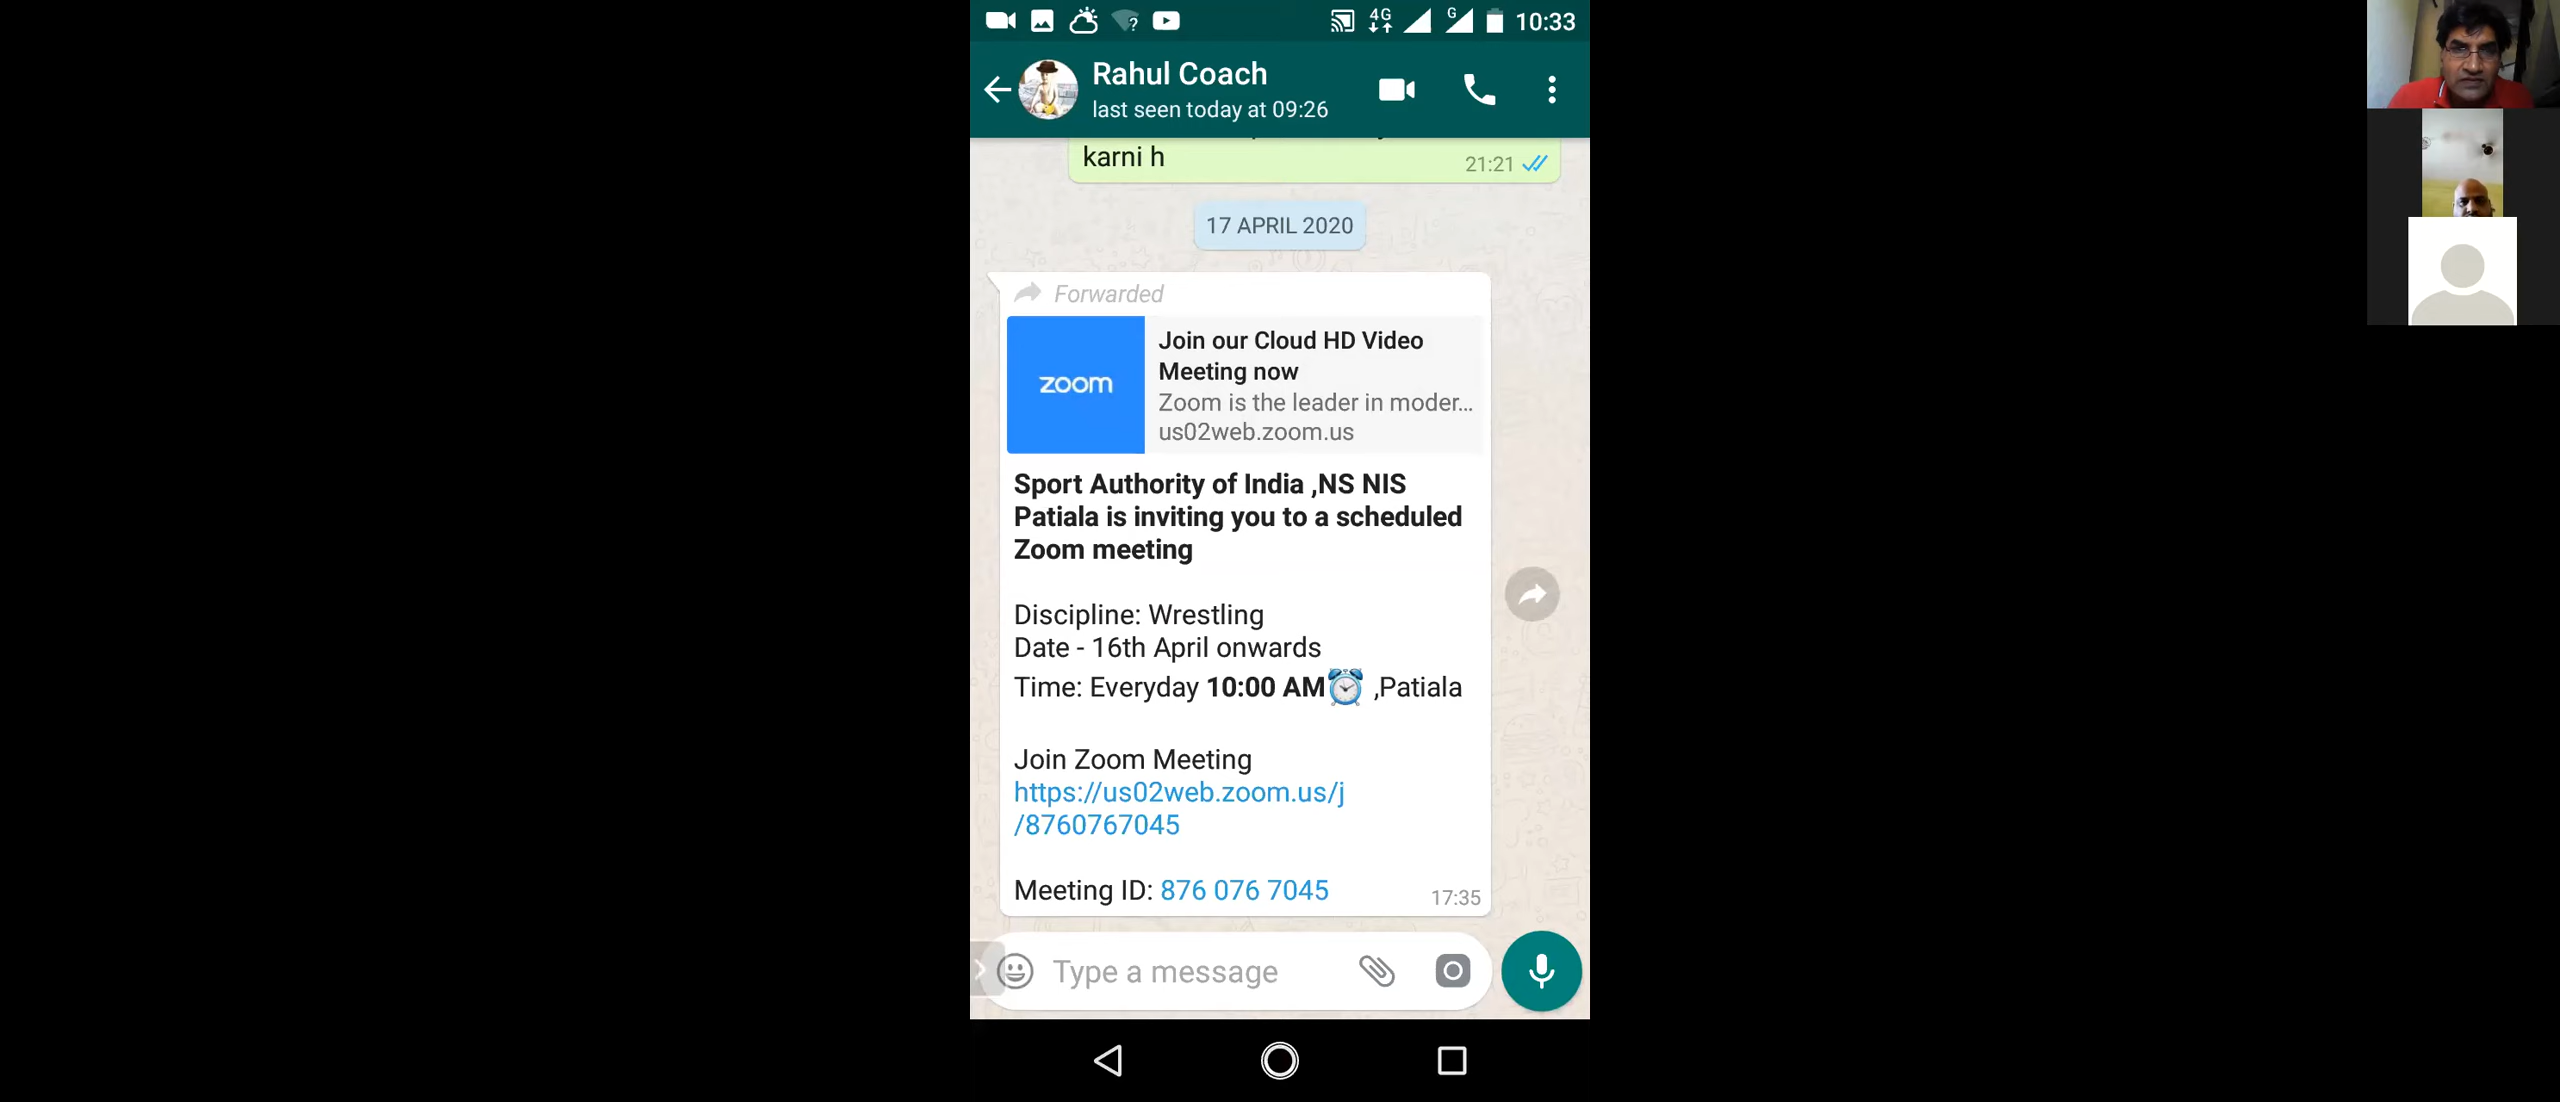 4G
G
10:33
Rahul Coach
last seen today at 09:26
karni h
21:21
17 APRIL 2020
Forwarded
zoom
Join our Cloud HD Video
Meeting now
Zoom is the leader in moder...
us02web.zoom.us
Sport Authority of India ,NS NIS
Patiala is inviting you to a scheduled
Zoom meeting
Discipline: Wrestling
Date - 16th April onwards
Time: Everyday 10:00 AM⏰ ,Patiala
Join Zoom Meeting
https://us02web.zoom.us/j
/8760767045
Meeting ID: 876 076 7045
17:35
Type a message